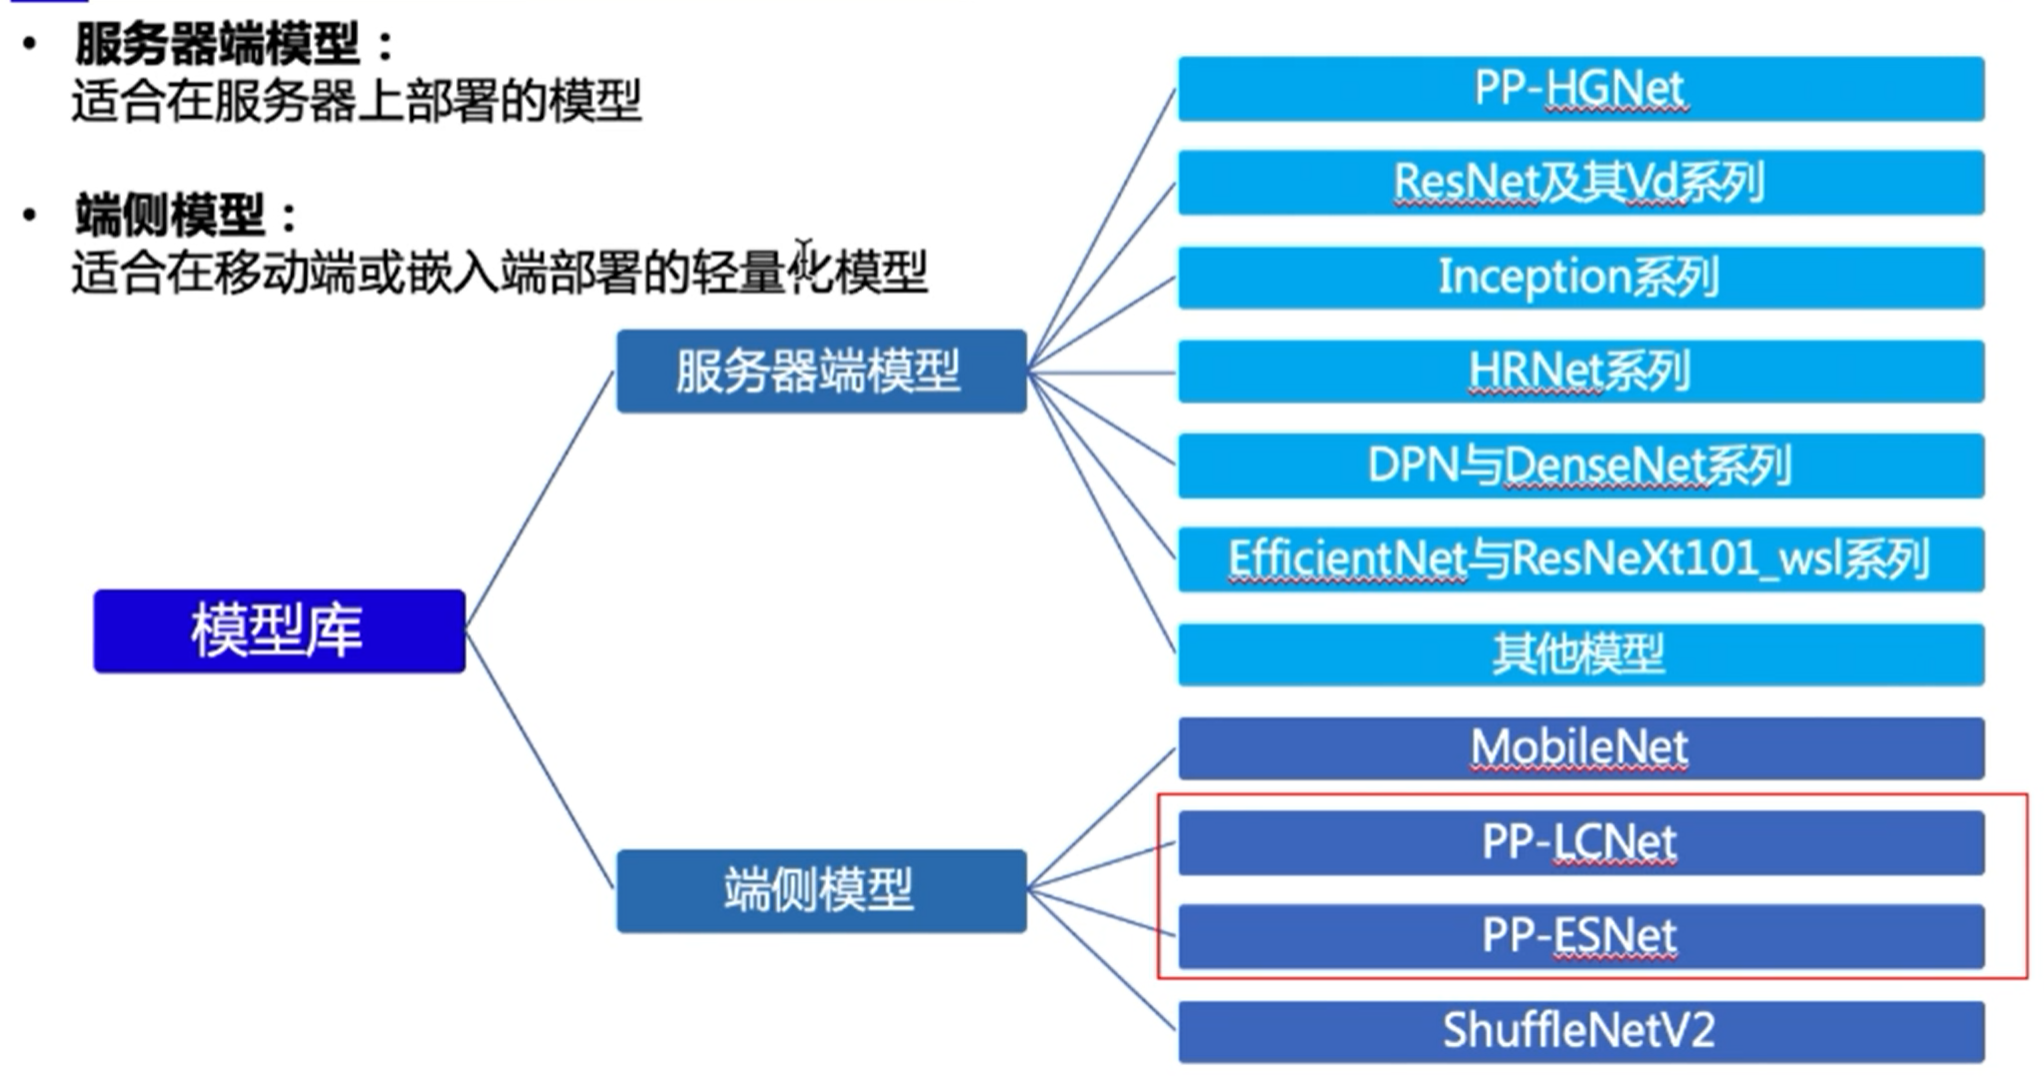 • 服务器端模型：
适合在服务器上部署的模型
• 端侧模型：
适合在移动端或嵌入端部署的轻量化模型
模型库
服务器端模型
PP-HGNet
ResNet及其Vd系列
Inception系列
HRNet系列
DPN与DenseNet系列
EfficientNet与ResNeXt101_wsl系列
其他模型
端侧模型
MobileNet
PP-LCNet
PP-ESNet
ShuffleNetV2